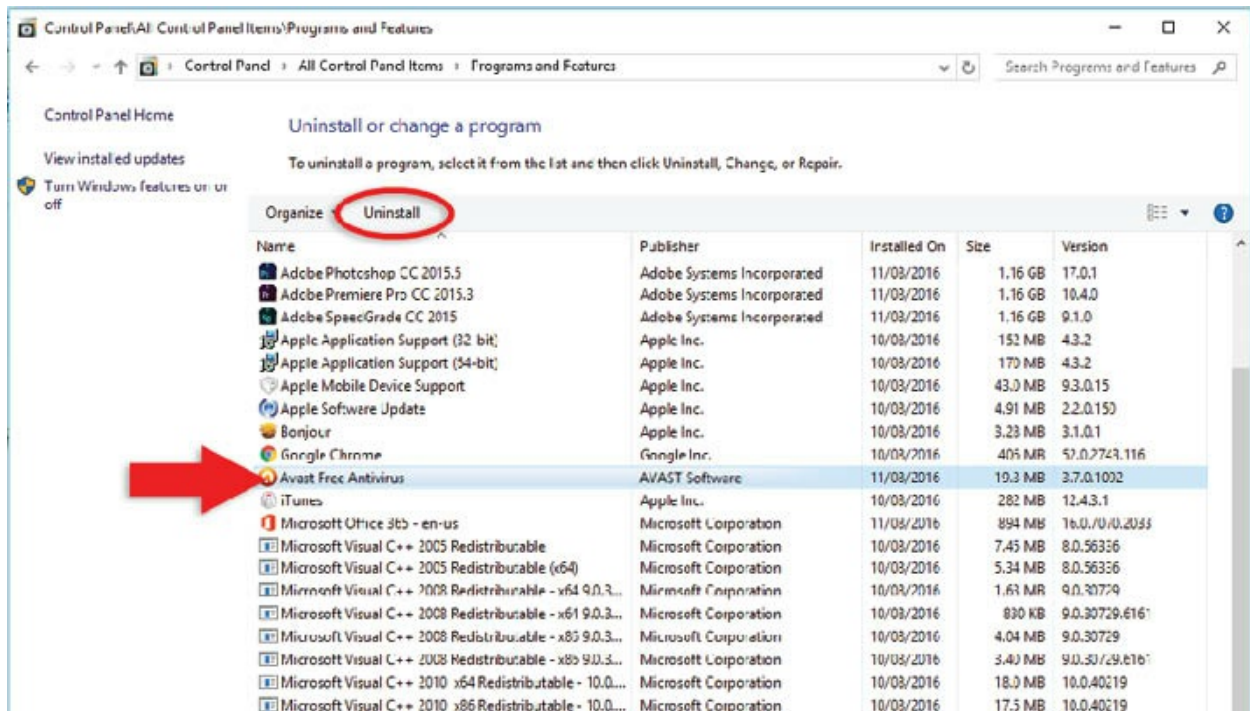 Control Panel\All Control Panel Items\Programs and Features
Control Panel › All Control Panel Items › Programs and Features Search Programs and Features
Control Panel Home
View installed updates
Turn Windows features on or
off
Uninstall or change a program
To uninstall a program, select it from the list and then click Uninstall, Change, or Repair.
Organize Uninstall
Name Publisher Installed On Size Version
Adobe Photoshop CC 2015.5 Adobe Systems Incorporated 11/08/2016 1.16 GB 17.0.1
Adobe Premiere Pro CC 2015.3 Adobe Systems Incorporated 11/08/2016 1.16 GB 10.4.0
Adobe SpeedGrade CC 2015 Adobe Systems Incorporated 11/08/2016 1.16 GB 9.1.0
Apple Application Support (32-bit) Apple Inc. 10/08/2016 152 MB 4.3.2
Apple Application Support (64-bit) Apple Inc. 10/08/2016 170 MB 4.3.2
Apple Mobile Device Support Apple Inc. 10/08/2016 43.0 MB 9.3.0.15
Apple Software Update Apple Inc. 10/08/2016 4.91 MB 2.2.0.150
Bonjour Apple Inc. 10/08/2016 3.28 MB 3.1.0.1
Google Chrome Google Inc. 10/08/2016 406 MB 52.0.2743.116
Avast Free Antivirus AVAST Software 11/08/2016 19.3 MB 3.7.0.1092
iTunes Apple Inc. 10/08/2016 282 MB 12.4.3.1
Microsoft Office 365 - en-us Microsoft Corporation 11/08/2016 894 MB 16.0.7070.2033
Microsoft Visual C++ 2005 Redistributable Microsoft Corporation 10/08/2016 7.45 MB 8.0.56336
Microsoft Visual C++ 2005 Redistributable (x64) Microsoft Corporation 10/08/2016 5.34 MB 8.0.56336
Microsoft Visual C++ 2008 Redistributable - x64 9.0.3... Microsoft Corporation 10/08/2016 1.63 MB 9.0.30729
Microsoft Visual C++ 2008 Redistributable - x64 9.0.3... Microsoft Corporation 10/08/2016 830 KB 9.0.30729.6161
Microsoft Visual C++ 2008 Redistributable - x86 9.0.3... Microsoft Corporation 10/08/2016 4.04 MB 9.0.30729
Microsoft Visual C++ 2008 Redistributable - x86 9.0.3... Microsoft Corporation 10/08/2016 3.40 MB 9.0.30729.6161
Microsoft Visual C++ 2010 x64 Redistributable - 10.0.... Microsoft Corporation 10/08/2016 18.0 MB 10.0.40219
Microsoft Visual C++ 2010 x86 Redistributable - 10.0.... Microsoft Corporation 10/08/2016 17.5 MB 10.0.40219